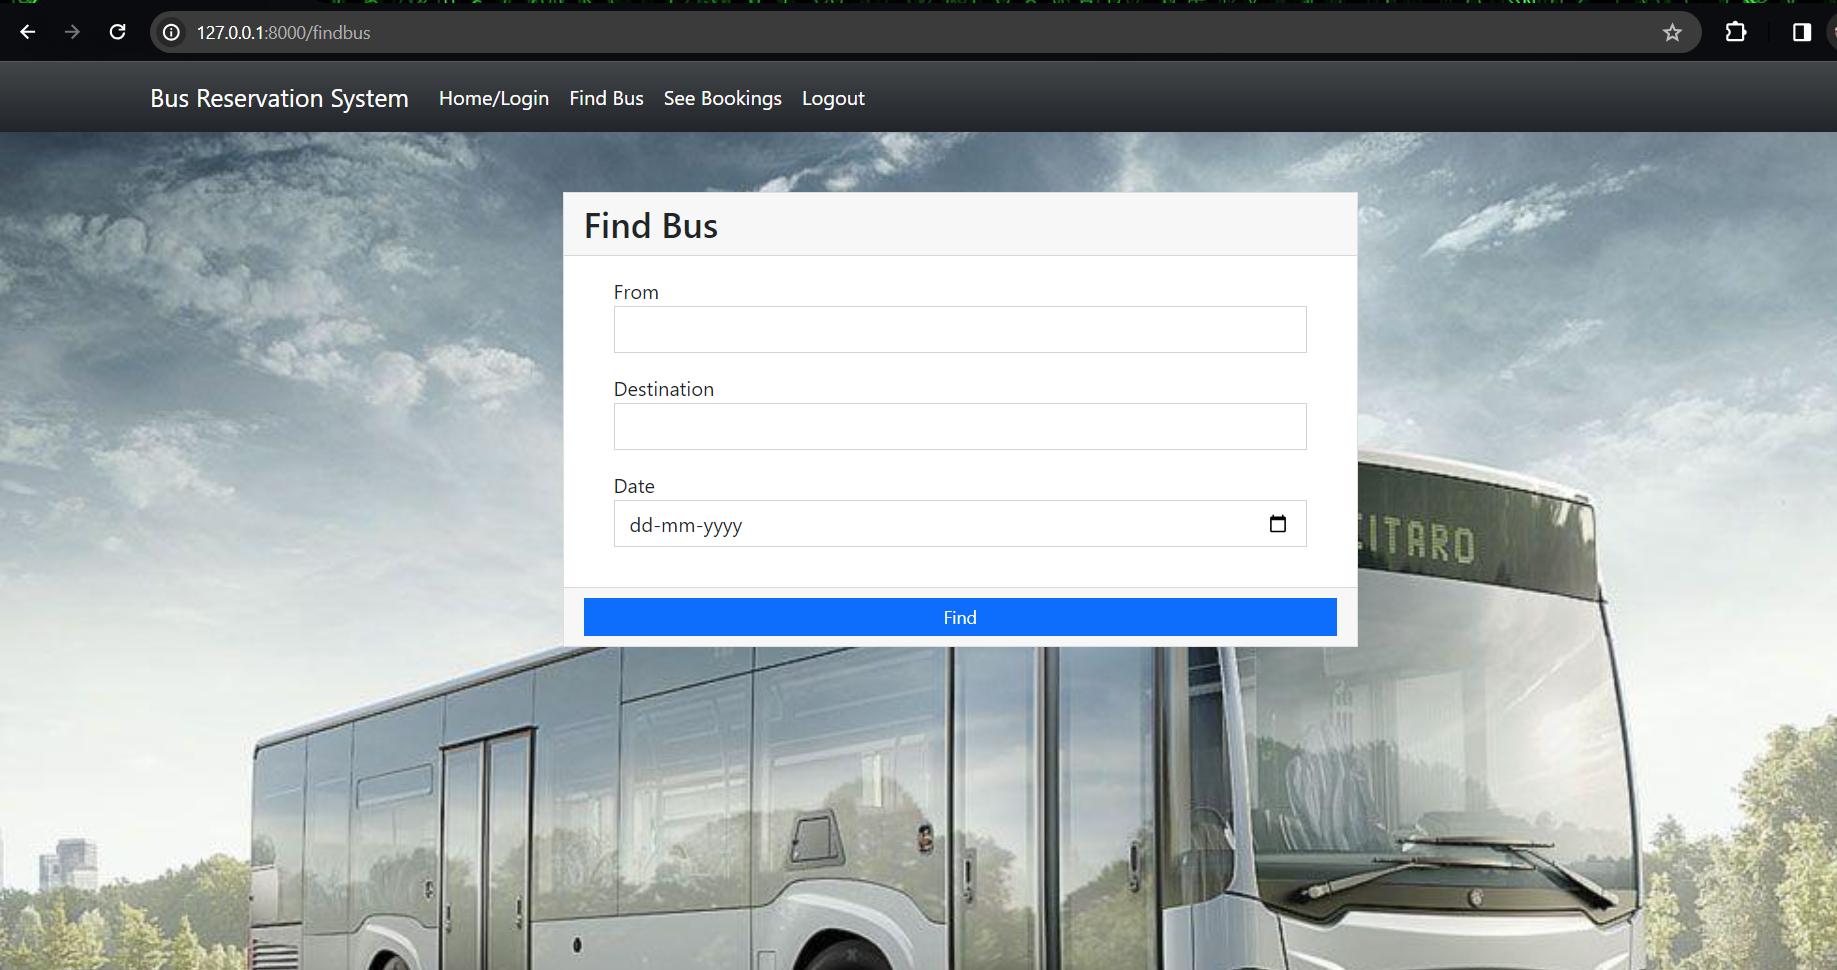 127.0.0.1:8000/findbus
Bus Reservation System Home/Login Find Bus See Bookings Logout
Find Bus
From
Destination
Date
dd-mm-yyyy
CITARO
Find